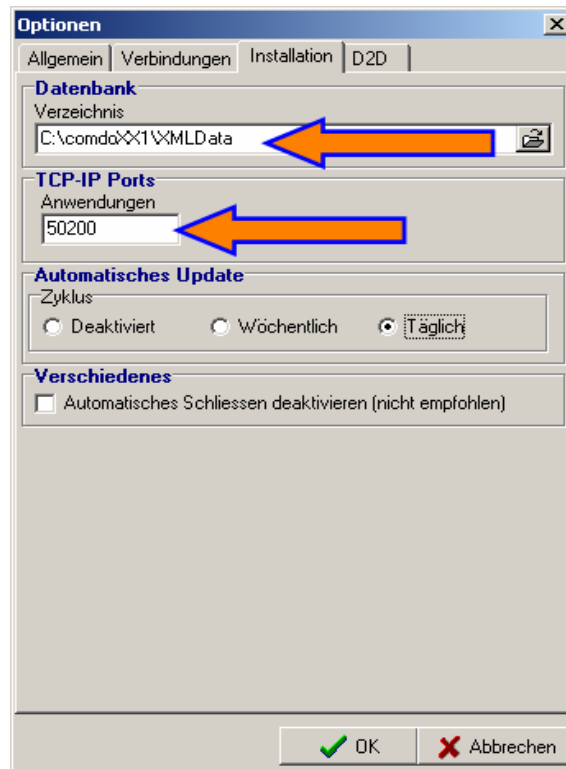 Optionen
Allgemein Verbindungen Installation D2D
Datenbank
Verzeichnis
C:\comdoXX1\XMLData
TCP-IP Ports
Anwendungen
50200
Automatisches Update
Zyklus
Deaktiviert Wöchentlich Täglich
Verschiedenes
Automatisches Schliessen deaktivieren (nicht empfohlen)
OK Abbrechen